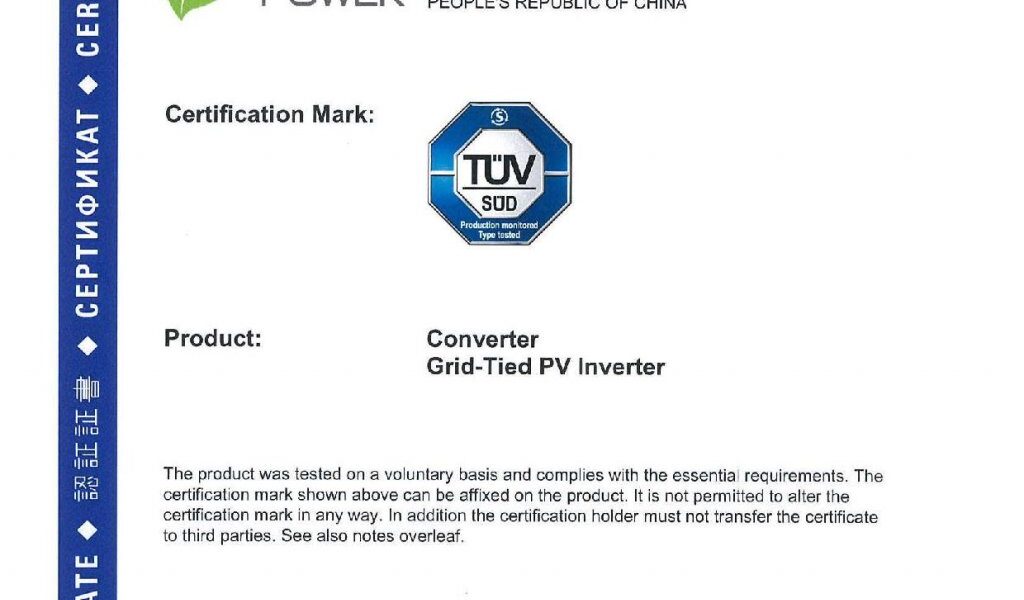 POWER PEOPLE'S REPUBLIC OF CHINA
Certification Mark:
TÜV
SÜD
Production monitored
Type tested
Product: Converter
Grid-Tied PV Inverter
The product was tested on a voluntary basis and complies with the essential requirements. The
certification mark shown above can be affixed on the product. It is not permitted to alter the
certification mark in any way. In addition the certification holder must not transfer the certificate
to third parties. See also notes overleaf.
ATE ◆ 認証証書 ◆ СЕРТИФИКАТ ◆ CER